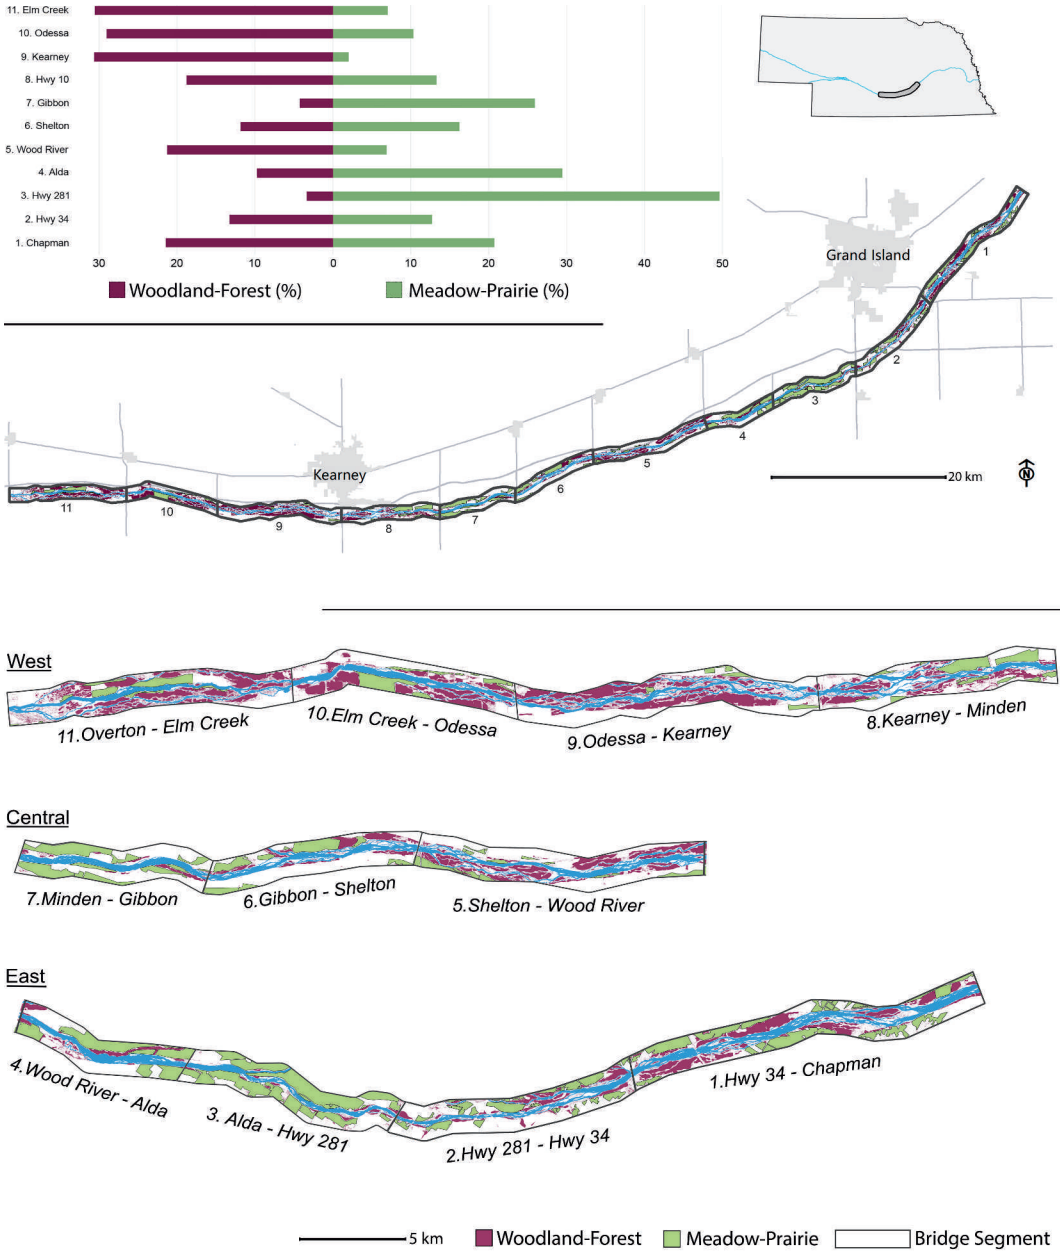 11. Elm Creek
10. Odessa
9. Kearney
8. Hwy 10
7. Gibbon
6. Shelton
5. Wood River
4. Alda
3. Hwy 281
2. Hwy 34
1. Chapman
30 20 10 0 10 20 30 40 50
Woodland-Forest (%) Meadow-Prairie (%)
Grand Island
1
2
3
4
5
6
Kearney
20 km
N
7
8
9
10
11
West
11.Overton - Elm Creek
10.Elm Creek - Odessa
9.Odessa - Kearney
8.Kearney - Minden
Central
7.Minden - Gibbon
6.Gibbon - Shelton
5.Shelton - Wood River
East
4.Wood River - Alda
3. Alda - Hwy 281
2.Hwy 281 - Hwy 34
1.Hwy 34 - Chapman
5 km Woodland-Forest Meadow-Prairie Bridge Segment